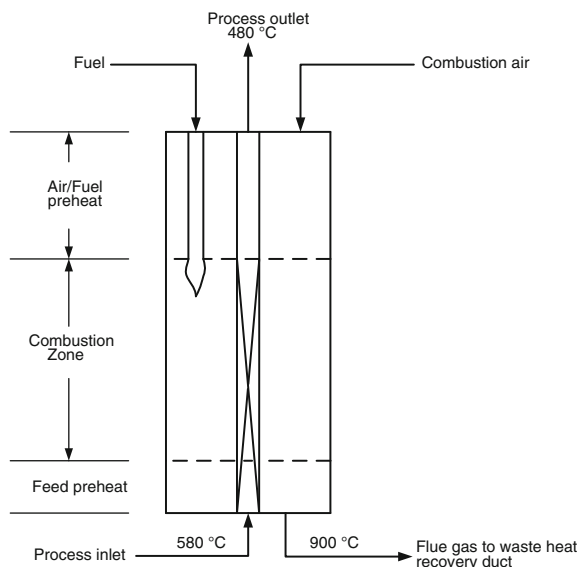 Process outlet
480 °C
Fuel
Combustion air
Air/Fuel
preheat
Combustion
Zone
Feed preheat
Process inlet
580 °C
900 °C
Flue gas to waste heat
recovery duct